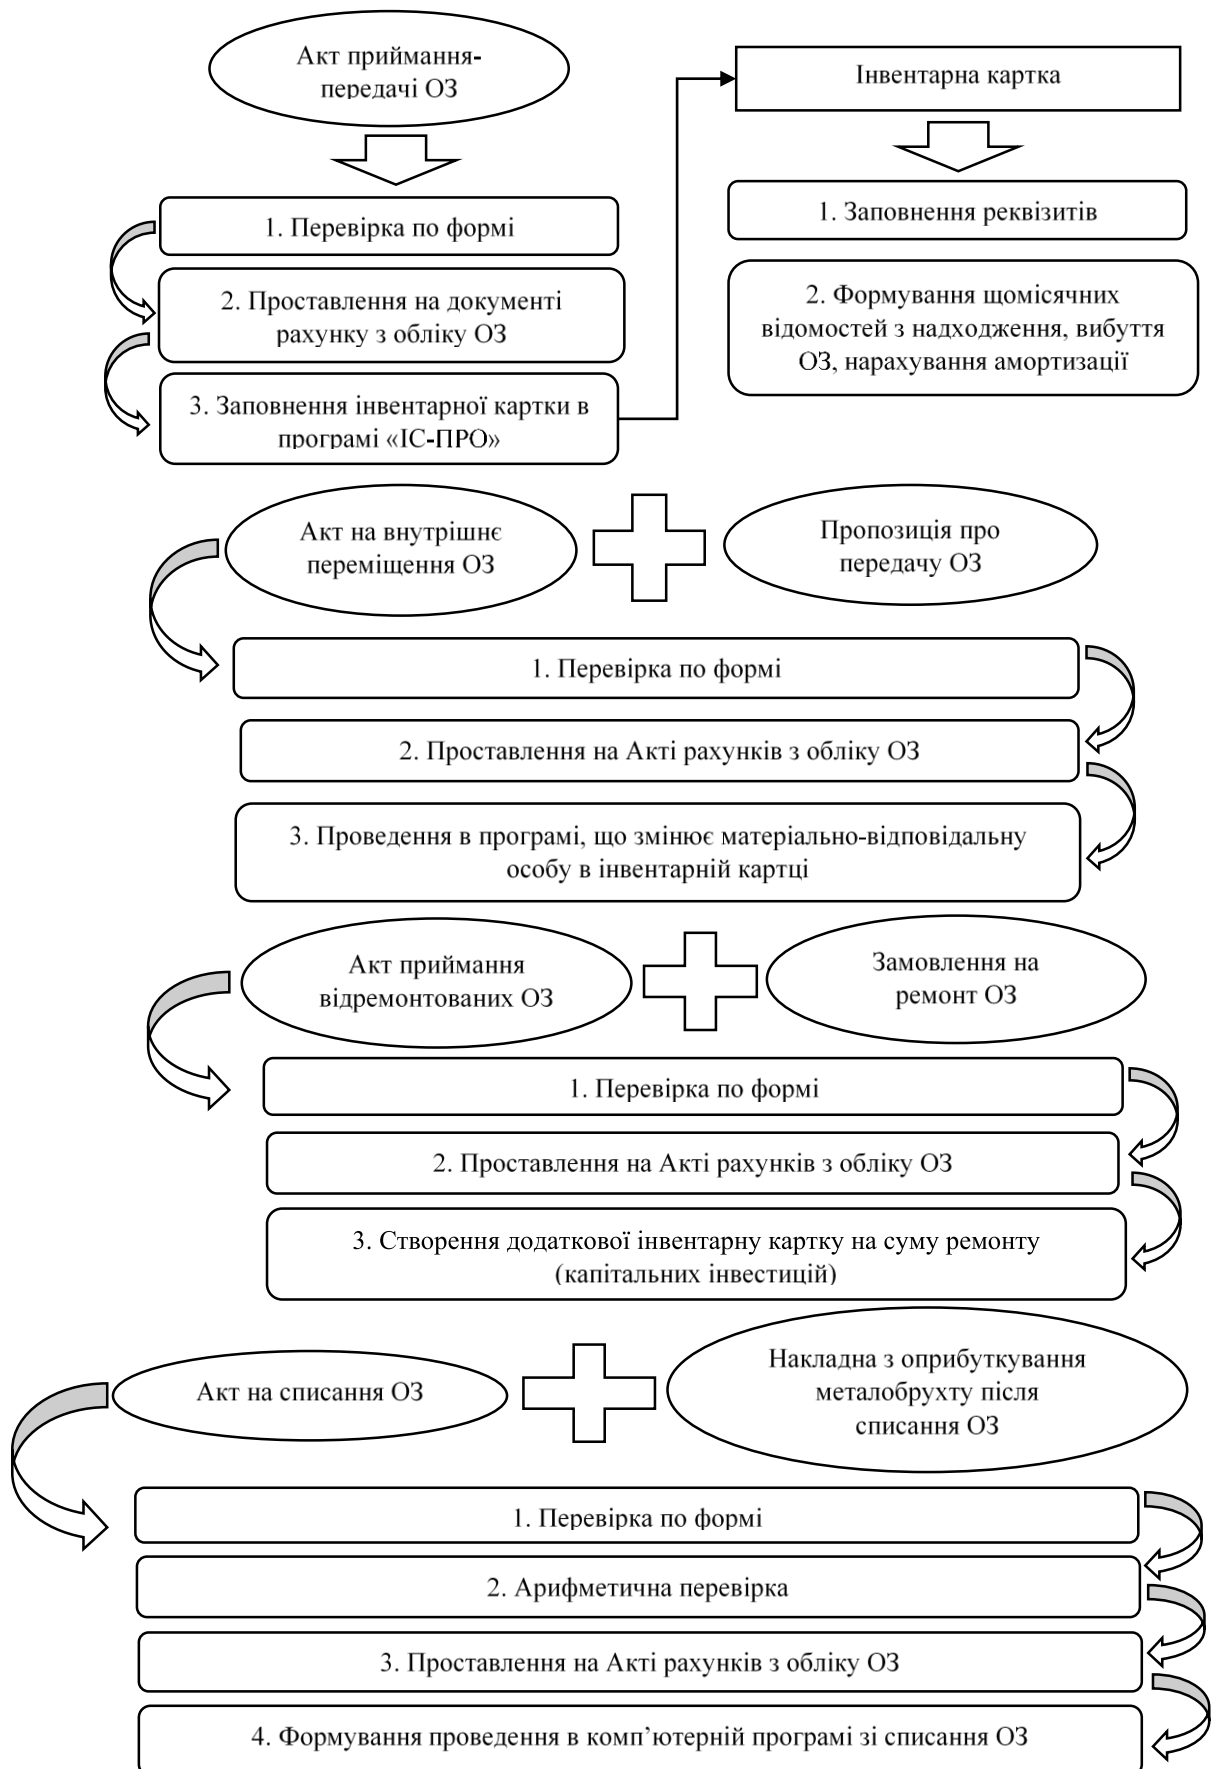 Акт приймання-
передачі ОЗ
1. Перевірка по формі
2. Проставлення на документі
рахунку з обліку ОЗ
3. Заповнення інвентарної картки в
програмі «ІС-ПРО»
Інвентарна картка
1. Заповнення реквізитів
2. Формування щомісячних
відомостей з надходження, вибуття
ОЗ, нарахування амортизації
Акт на внутрішнє
переміщення ОЗ
Пропозиція про
передачу ОЗ
1. Перевірка по формі
2. Проставлення на Акті рахунків з обліку ОЗ
3. Проведення в програмі, що змінює матеріально-відповідальну
особу в інвентарній картці
Акт приймання
відремонтованих ОЗ
Замовлення на
ремонт ОЗ
1. Перевірка по формі
2. Проставлення на Акті рахунків з обліку ОЗ
3. Створення додаткової інвентарну картку на суму ремонту
(капітальних інвестицій)
Акт на списання ОЗ
Накладна з оприбуткування
металобрухту після
списання ОЗ
1. Перевірка по формі
2. Арифметична перевірка
3. Проставлення на Акті рахунків з обліку ОЗ
4. Формування проведення в комп’ютерній програмі зі списання ОЗ